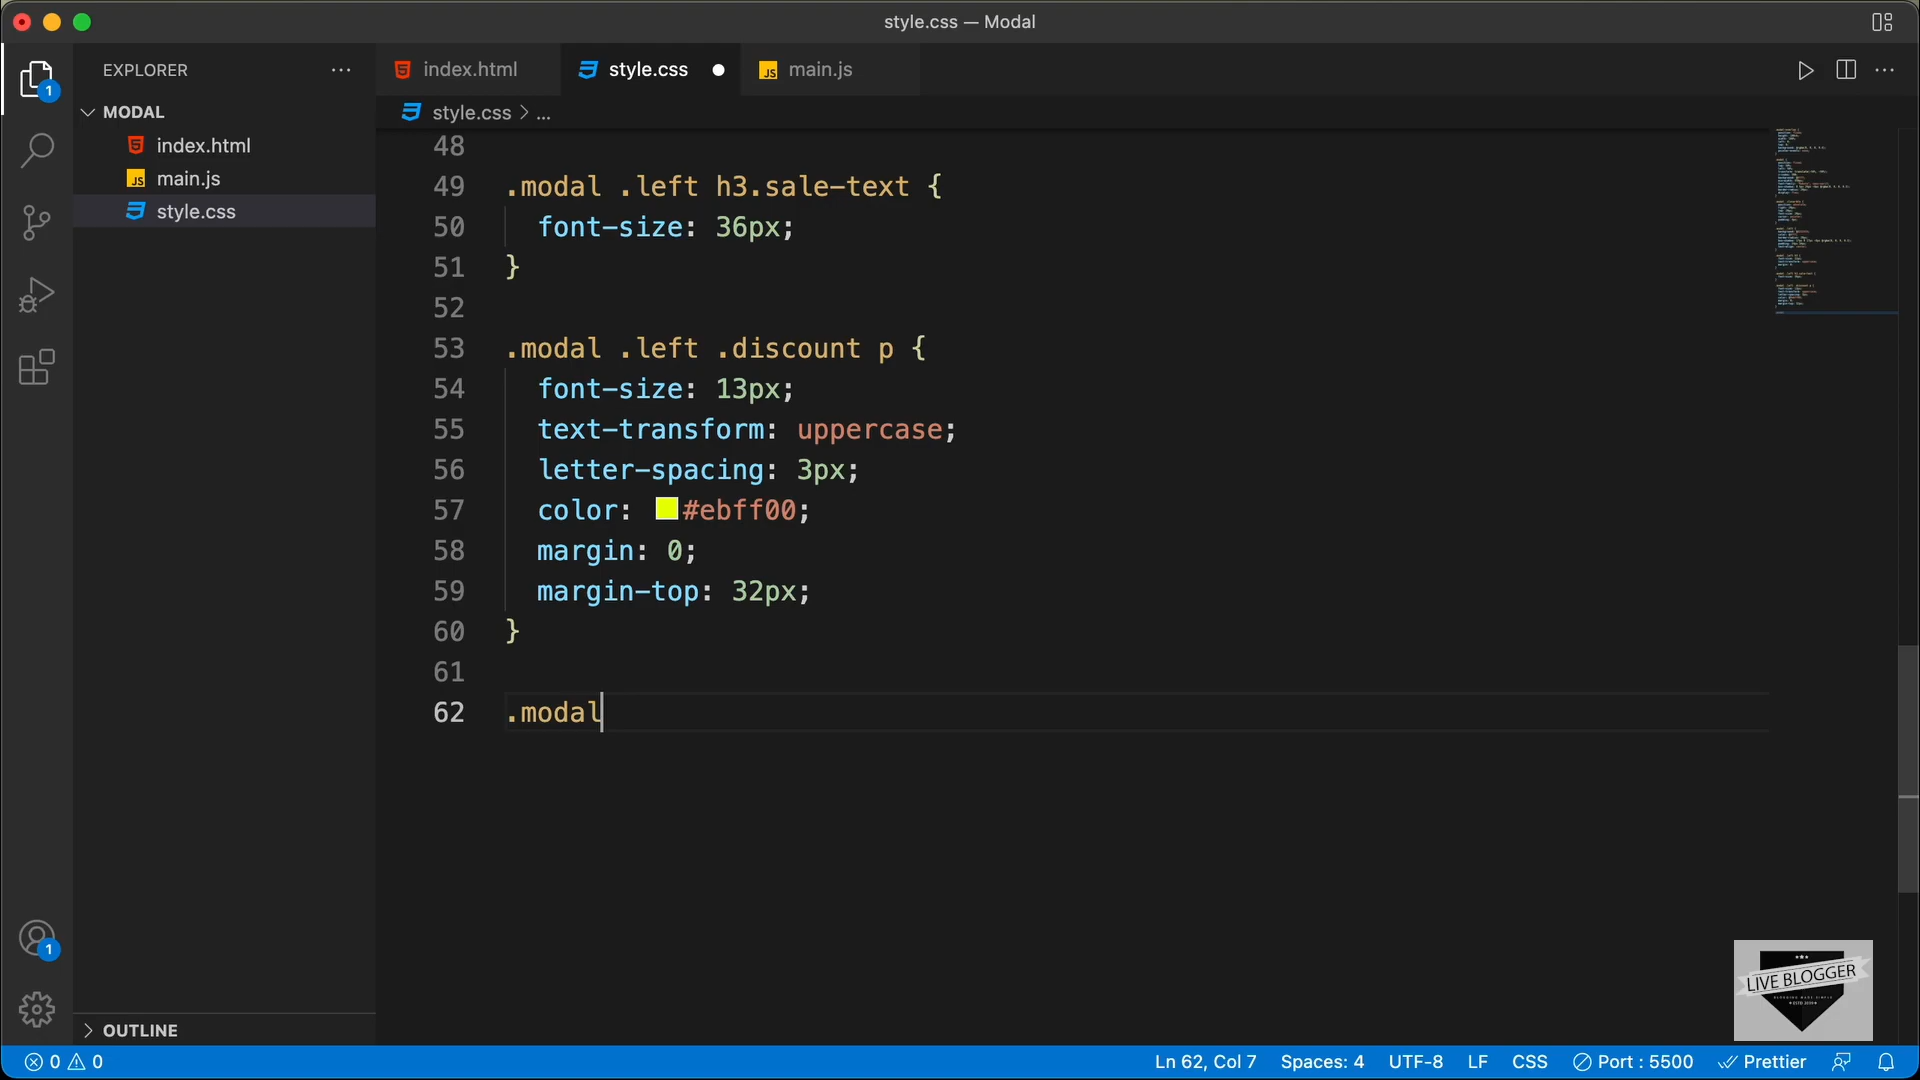 style.css — Modal
EXPLORER
index.html
style.css
main.js
MODAL
style.css > ...
index.html
main.js
style.css
48
49 .modal .left h3.sale-text {
50 font-size: 36px;
51 }
52
53 .modal .left .discount p {
54 font-size: 13px;
55 text-transform: uppercase;
56 letter-spacing: 3px;
57 color: #ebff00;
58 margin: 0;
59 margin-top: 32px;
60 }
61
62 .modal
1
1
OUTLINE
LIVE BLOGGER
0 0
Ln 62, Col 7
Spaces: 4
UTF-8
LF
CSS
Port : 5500
Prettier